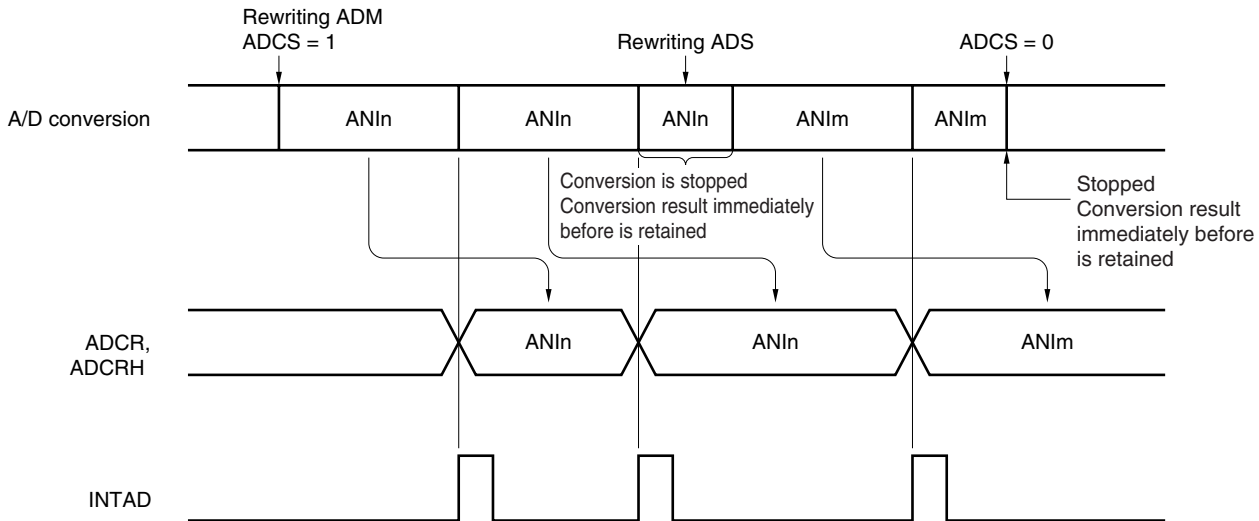 Rewriting ADM
ADCS = 1
Rewriting ADS
ADCS = 0
A/D conversion
ANIn
ANIn
ANIn
ANIm
ANIm
Conversion is stopped
Conversion result immediately
before is retained
Stopped
Conversion result
immediately before
is retained
ADCR,
ADCRH
ANIn
ANIn
ANIm
INTAD